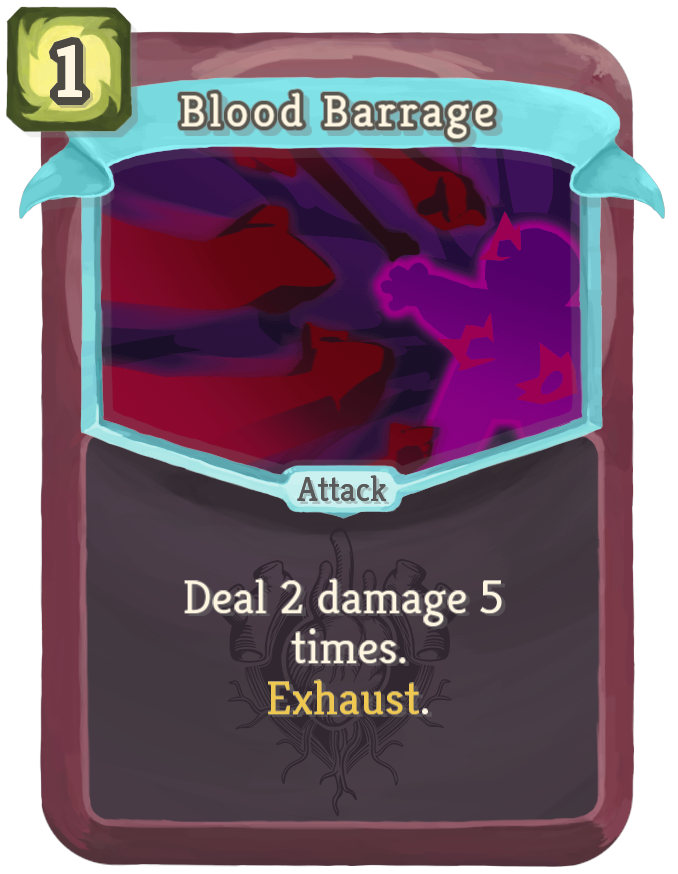 1
Blood Barrage
Attack
Deal 2 damage 5
times.
Exhaust.